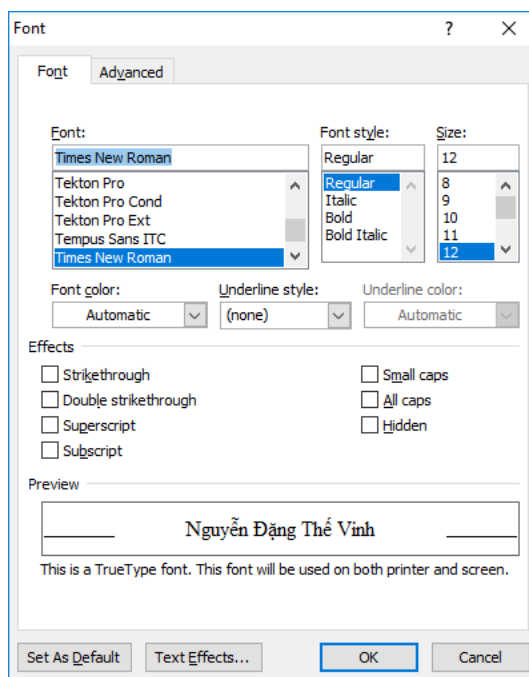 Font ?
Font Advanced
Font: Font style: Size:
Times New Roman Regular 12
Tekton Pro Regular 8
Tekton Pro Cond Italic 9
Tekton Pro Ext Bold 10
Tempus Sans ITC Bold Italic 11
Times New Roman 12
Font color: Underline style: Underline color:
Automatic (none) Automatic
Effects
Strikethrough Small caps
Double strikethrough All caps
Superscript Hidden
Subscript
Preview
Nguyễn Đặng Thế Vinh
This is a TrueType font. This font will be used on both printer and screen.
Set As Default Text Effects... OK Cancel